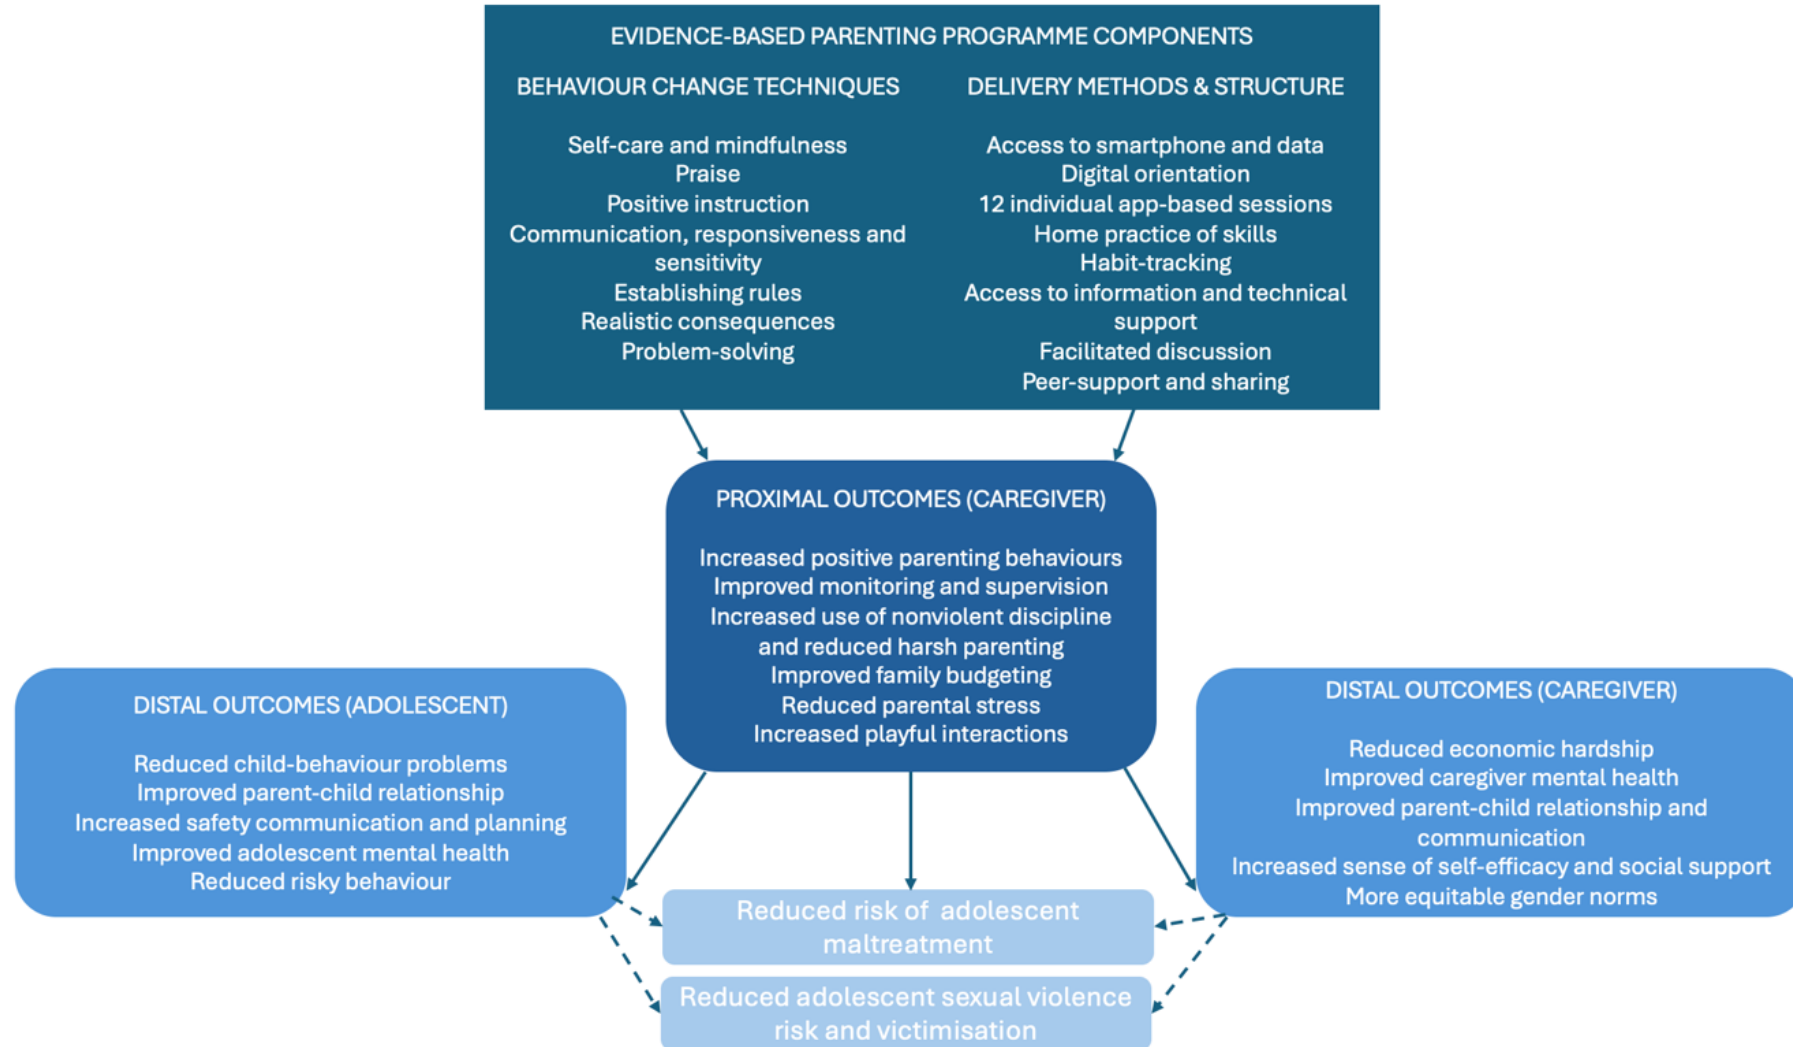 EVIDENCE-BASED PARENTING PROGRAMME COMPONENTS
BEHAVIOUR CHANGE TECHNIQUES
Self-care and mindfulness
Praise
Positive instruction
Communication, responsiveness and
sensitivity
Establishing rules
Realistic consequences
Problem-solving
DELIVERY METHODS & STRUCTURE
Access to smartphone and data
Digital orientation
12 individual app-based sessions
Home practice of skills
Habit-tracking
Access to information and technical
support
Facilitated discussion
Peer-support and sharing
PROXIMAL OUTCOMES (CAREGIVER)
Increased positive parenting behaviours
Improved monitoring and supervision
Increased use of nonviolent discipline
and reduced harsh parenting
Improved family budgeting
Reduced parental stress
Increased playful interactions
DISTAL OUTCOMES (ADOLESCENT)
Reduced child-behaviour problems
Improved parent-child relationship
Increased safety communication and planning
Improved adolescent mental health
Reduced risky behaviour
DISTAL OUTCOMES (CAREGIVER)
Reduced economic hardship
Improved caregiver mental health
Improved parent-child relationship and
communication
Increased sense of self-efficacy and social support
More equitable gender norms
Reduced risk of adolescent
maltreatment
Reduced adolescent sexual violence
risk and victimisation